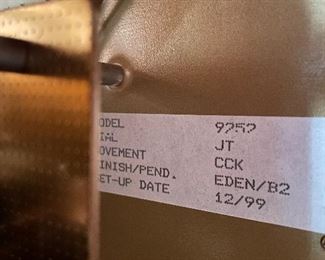 ODEL 9252
IAL JT
OVEMENT CCK
INISH/PEND. EDEN/B2
ET-UP DATE 12/99